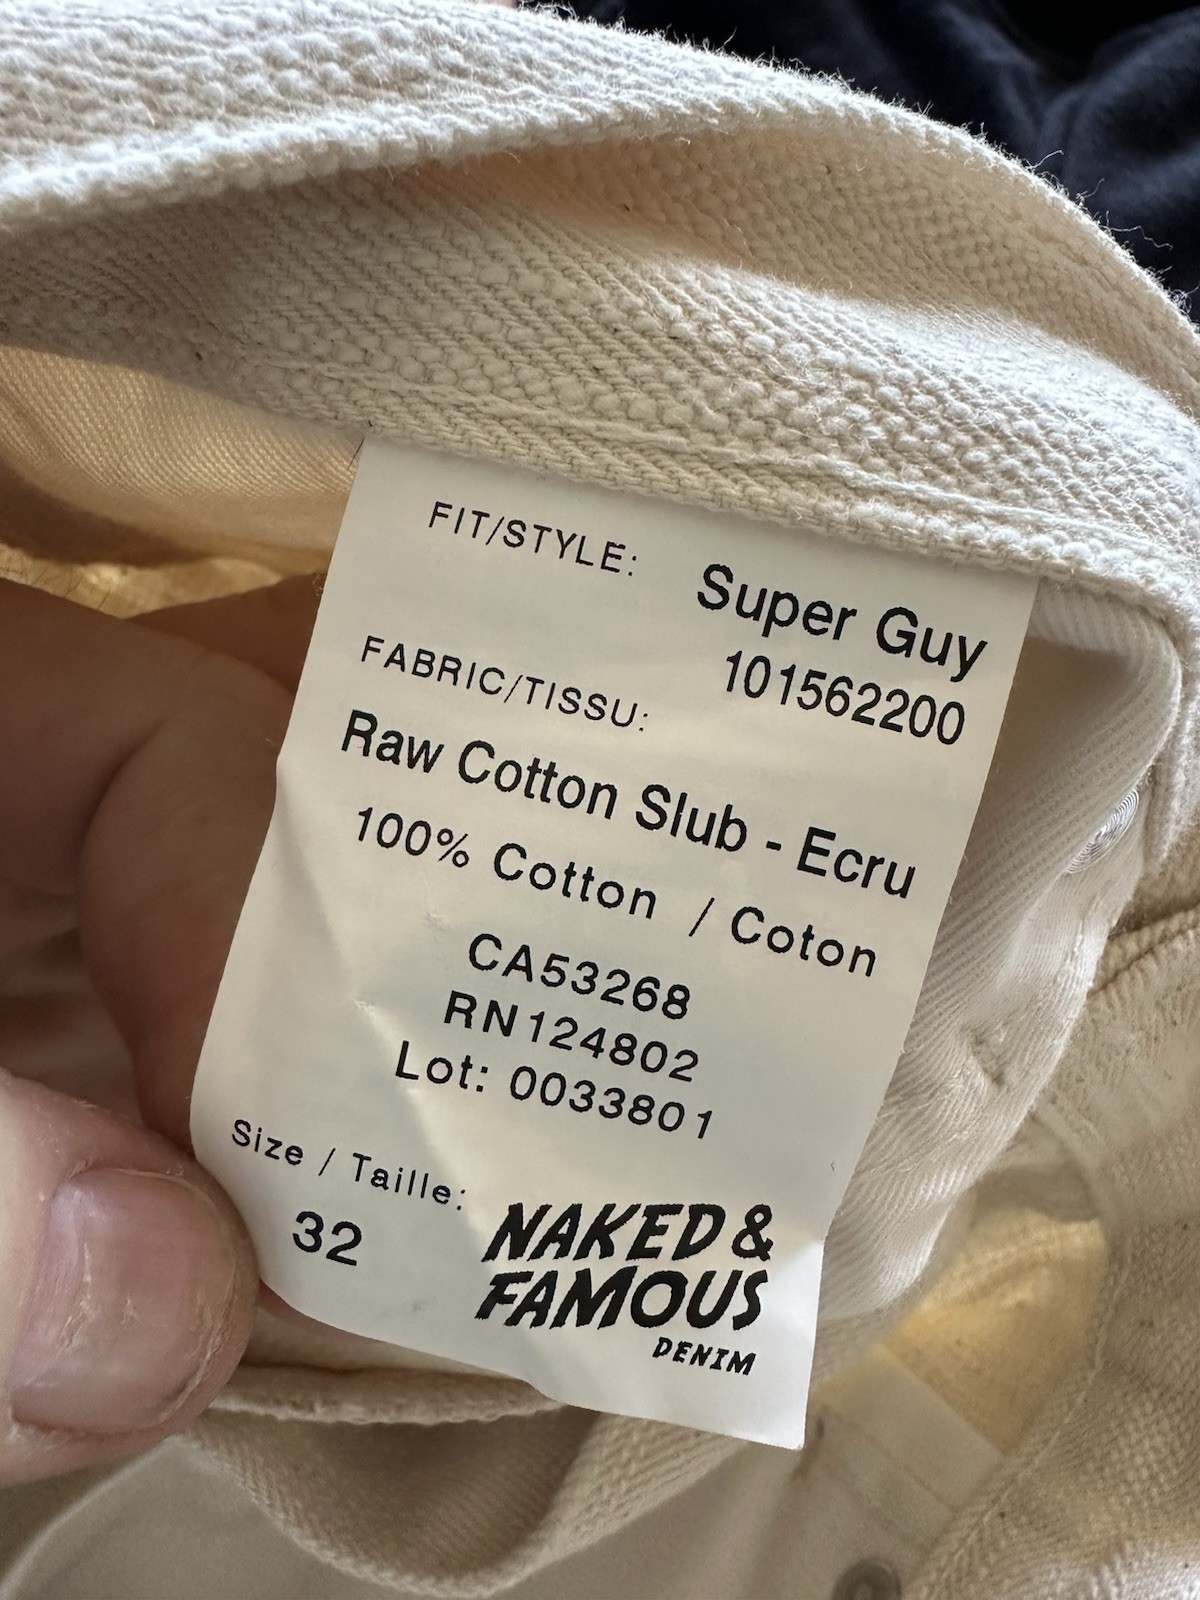 FIT/STYLE: Super Guy
101562200
FABRIC/TISSU:
Raw Cotton Slub - Ecru
100% Cotton / Coton
CA53268
RN124802
Lot: 0033801
Size / Taille:
32
NAKED &
FAMOUS
DENIM